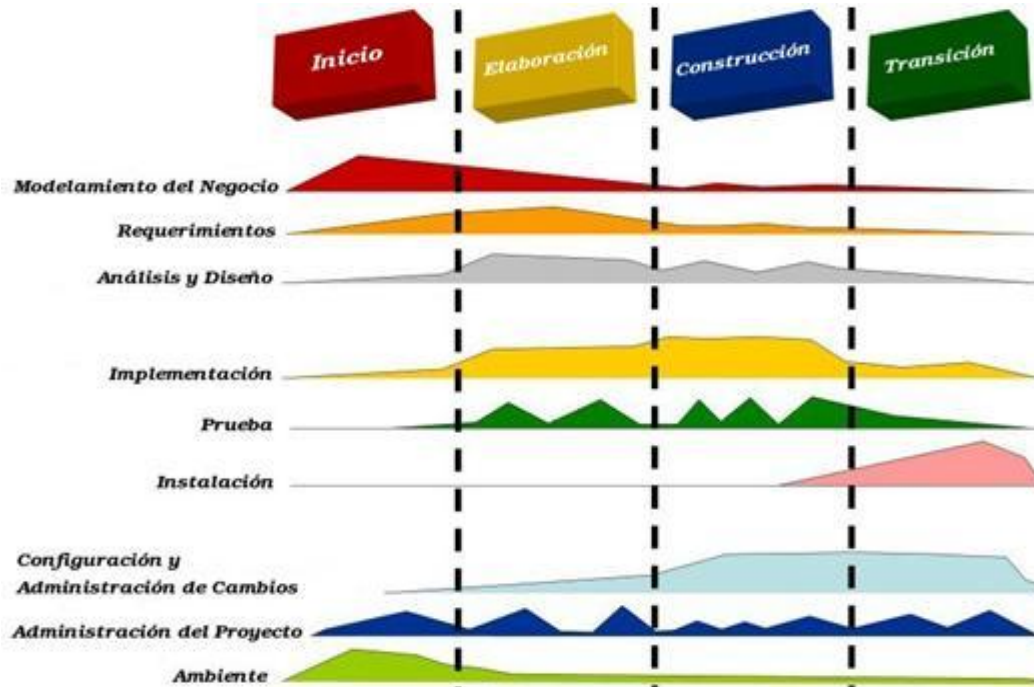 Inicio
Elaboración
Construcción
Transición
Modelamiento del Negocio
Requerimientos
Análisis y Diseño
Implementación
Prueba
Instalación
Configuración y
Administración de Cambios
Administración del Proyecto
Ambiente